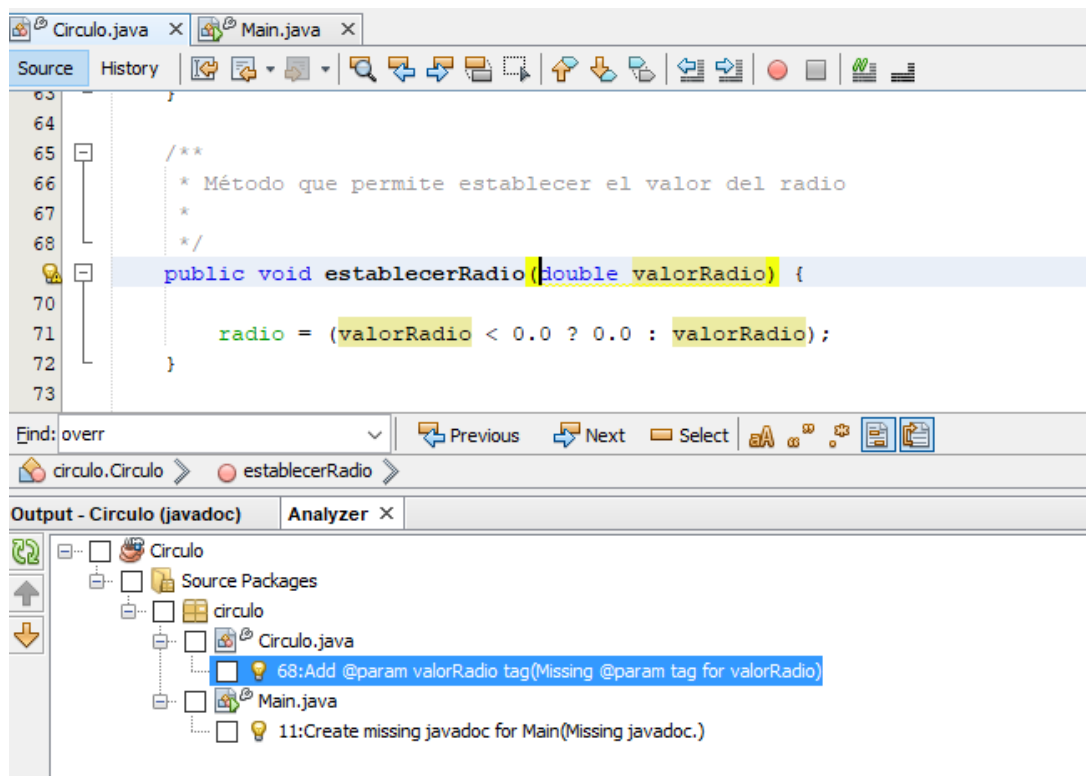 Circulo.java × Main.java ×
Source History
63 }
64
65 /**
66 * Método que permite establecer el valor del radio
67 *
68 */
public void establecerRadio(double valorRadio) {
70
71 radio = (valorRadio < 0.0 ? 0.0 : valorRadio);
72 }
73
Find: overr Previous Next Select aA
circulo.Circulo establecerRadio
Output - Circulo (javadoc) Analyzer ×
Circulo
Source Packages
circulo
Circulo.java
68:Add @param valorRadio tag(Missing @param tag for valorRadio)
Main.java
11:Create missing javadoc for Main(Missing javadoc.)